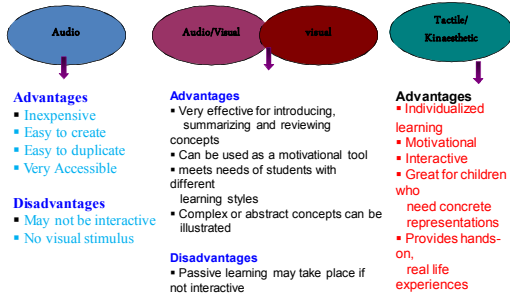 Audio
Audio/Visual
visual
Tactile/
Kinaesthetic
Advantages
▪ Inexpensive
▪ Easy to create
▪ Easy to duplicate
▪ Very Accessible
Disadvantages
▪ May not be interactive
▪ No visual stimulus
Advantages
▪ Very effective for introducing,
summarizing and reviewing
concepts
▪ Can be used as a motivational tool
▪ meets needs of students with
different
learning styles
▪ Complex or abstract concepts can be
illustrated
Disadvantages
▪ Passive learning may take place if
not interactive
Advantages
▪ Individualized
learning
▪ Motivational
▪ Interactive
▪ Great for children
who
need concrete
representations
▪ Provides hands-
on,
real life
experiences